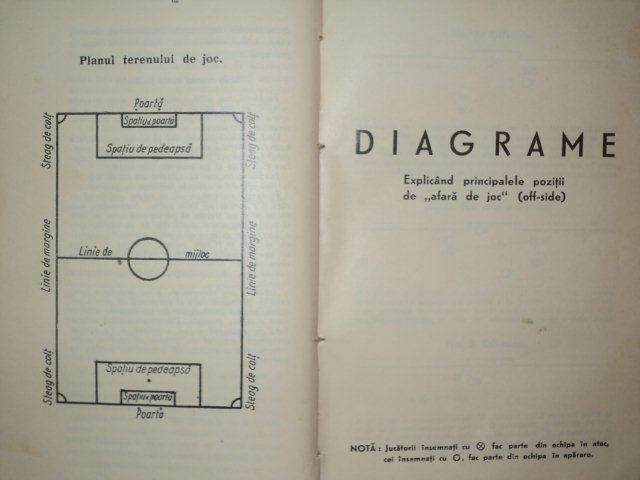 Planul terenului de joc.
Poartă
Steag de colț
Spațiu d. poartă
Steag de colț
Spațiu de pedeapsă
Linie de margine
Linie de mijloc
Linie de margine
Spațiu de pedeapsă
Steag de colț
Spațiu d. poartă
Steag de colț
Poartă
DIAGRAME
Explicând principalele poziții
de „afară de joc“ (off-side)
NOTĂ : Jucătorii însemnați cu ⊗ fac parte din echipa în atac,
cei însemnați cu ○, fac parte din echipa în apărare.